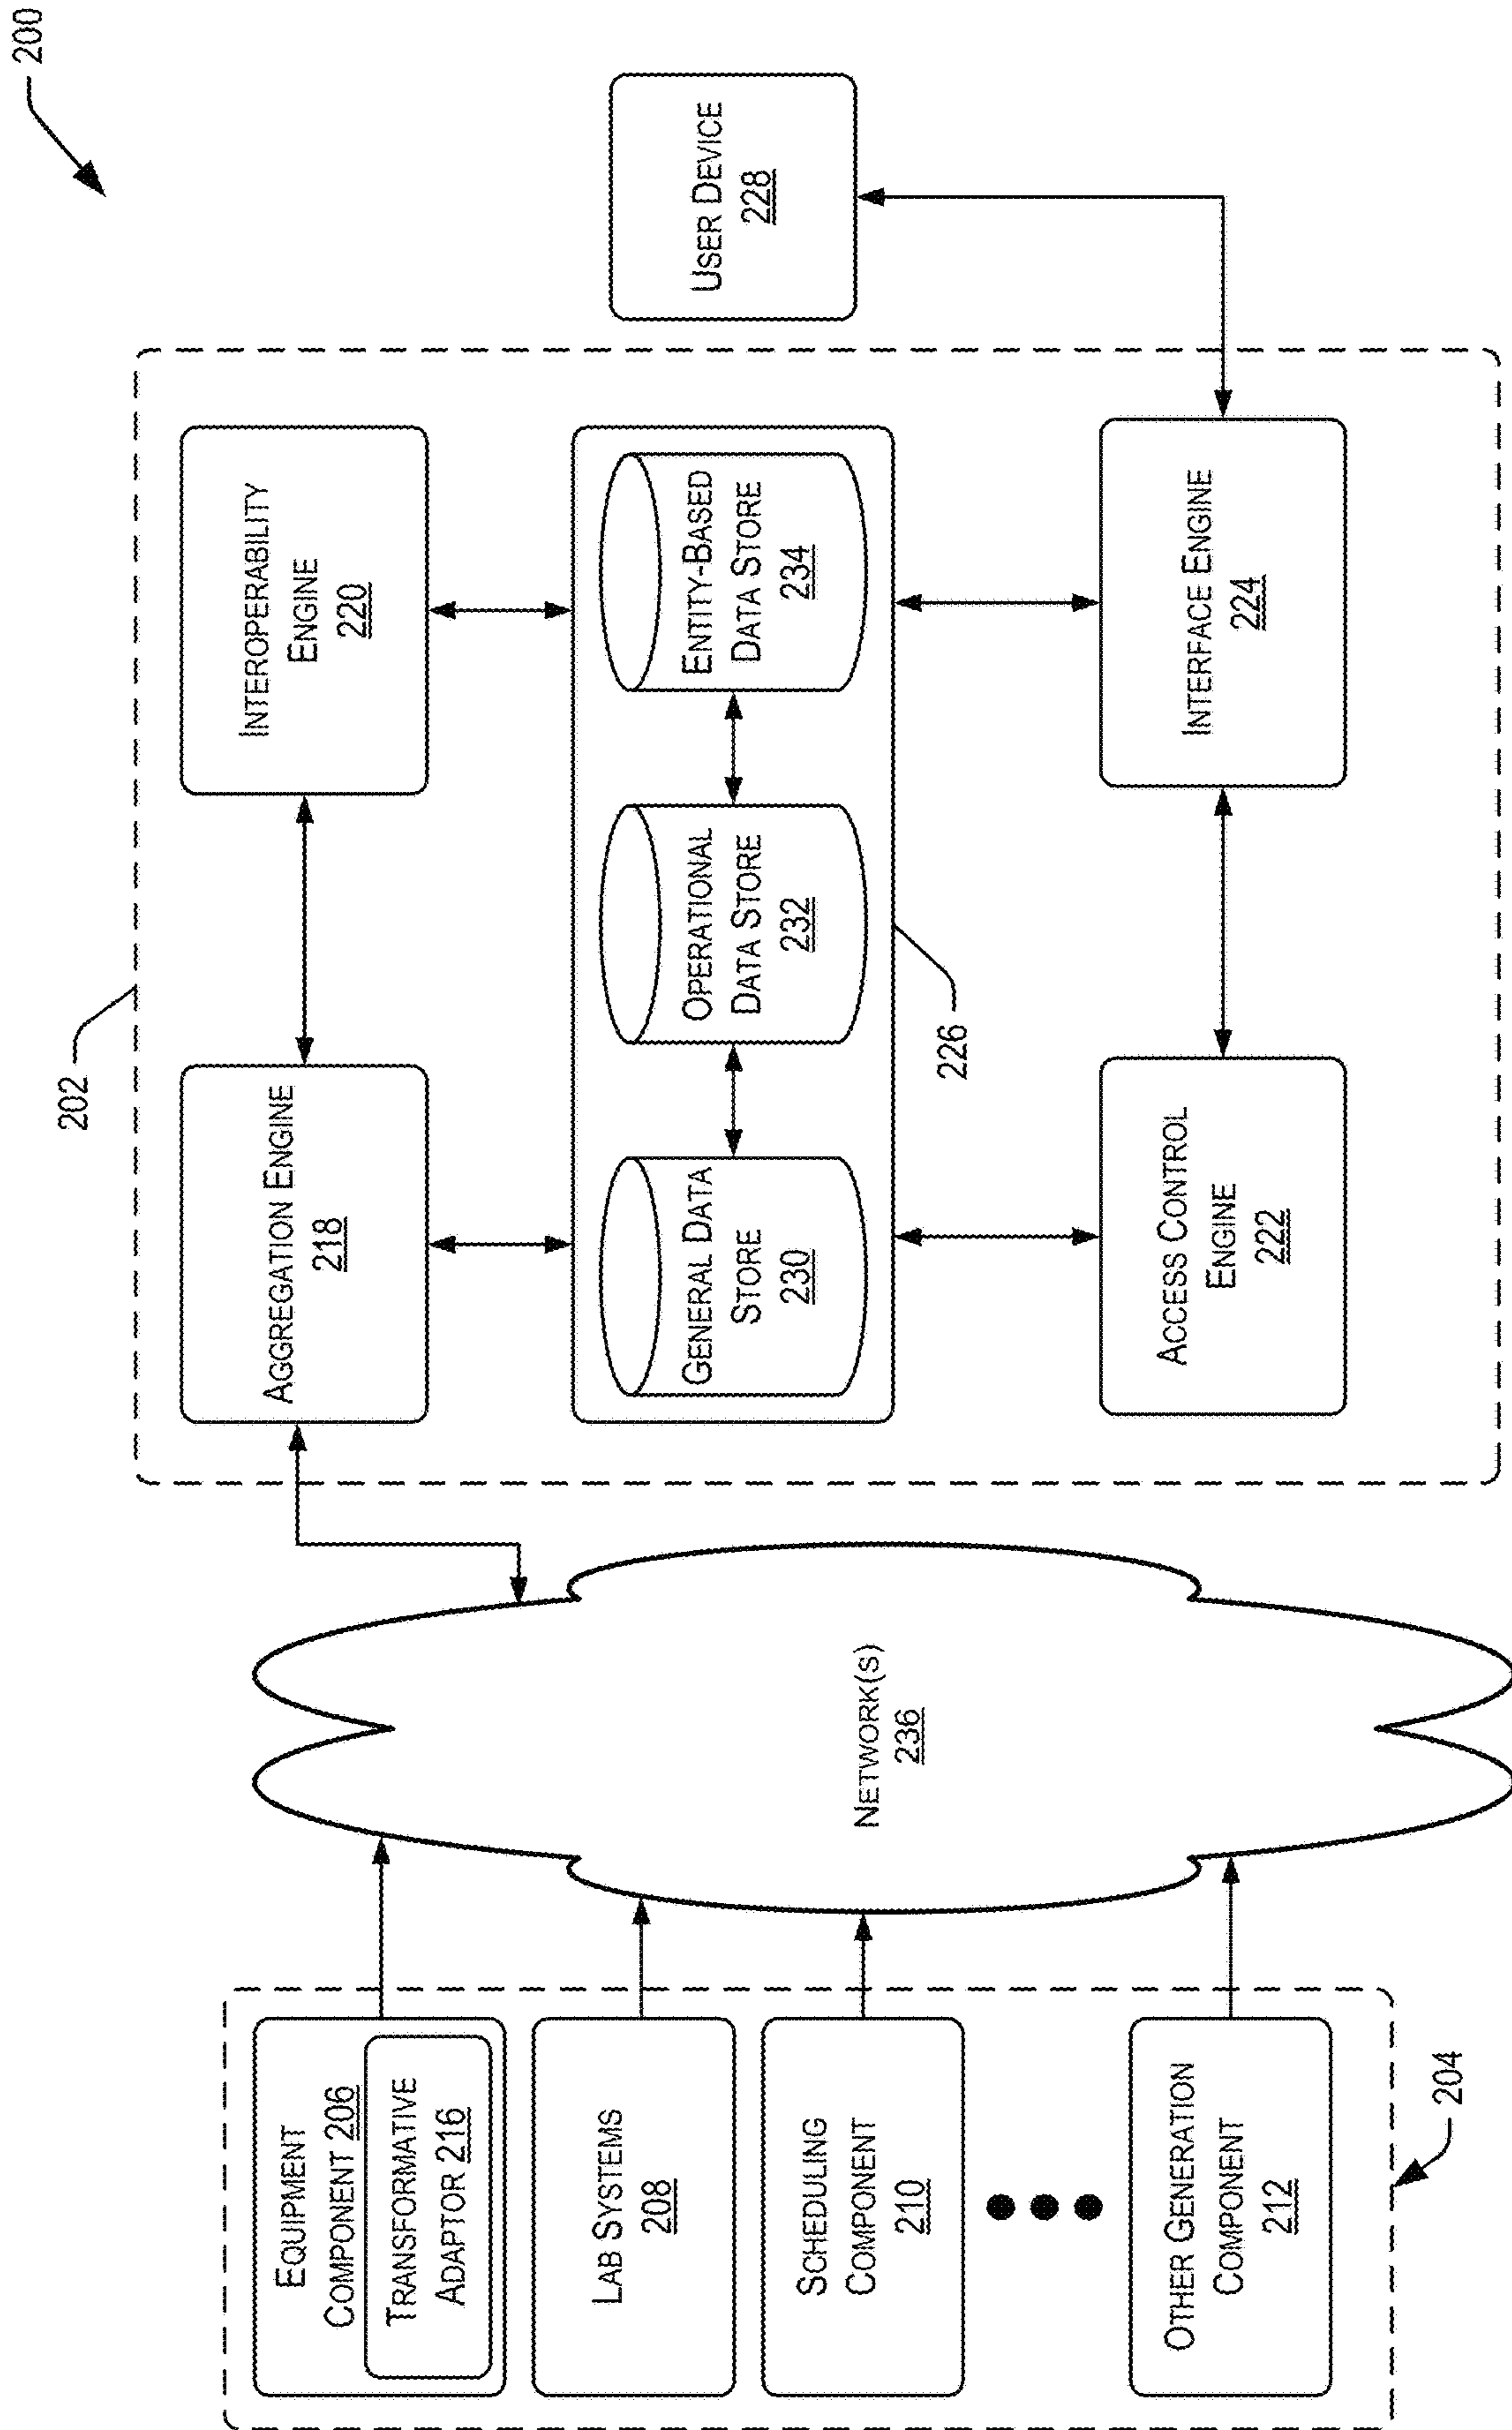 200
202
EQUIPMENT
COMPONENT 206
TRANSFORMATIVE
ADAPTOR 216
LAB SYSTEMS
208
SCHEDULING
COMPONENT
210
OTHER GENERATION
COMPONENT
212
204
NETWORK(S)
236
AGGREGATION ENGINE
218
INTEROPERABILITY
ENGINE
220
GENERAL DATA
STORE
230
OPERATIONAL
DATA STORE
232
ENTITY-BASED
DATA STORE
234
226
ACCESS CONTROL
ENGINE
222
INTERFACE ENGINE
224
USER DEVICE
228